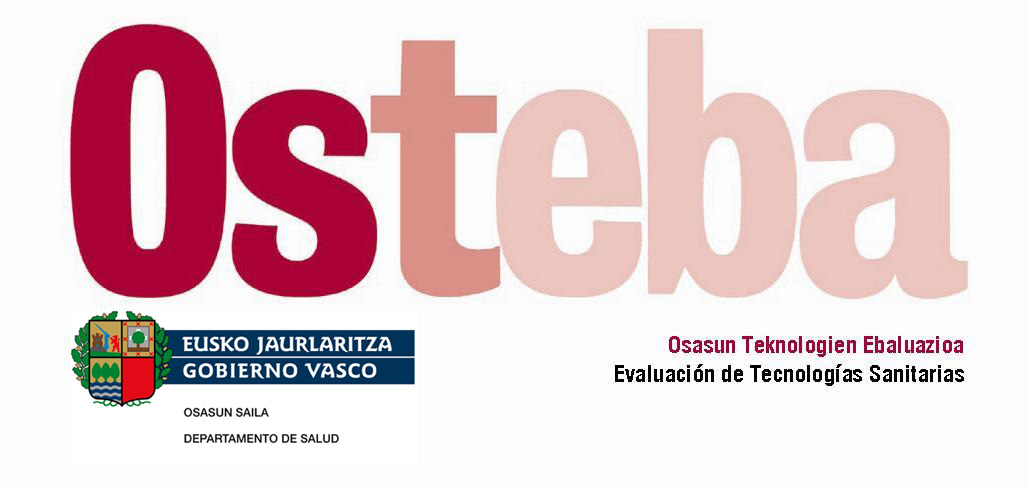 Osteba
EUSKO JAURLARITZA
GOBIERNO VASCO
OSASUN SAILA
DEPARTAMENTO DE SALUD
Osasun Teknologien Ebaluazioa
Evaluación de Tecnologías Sanitarias